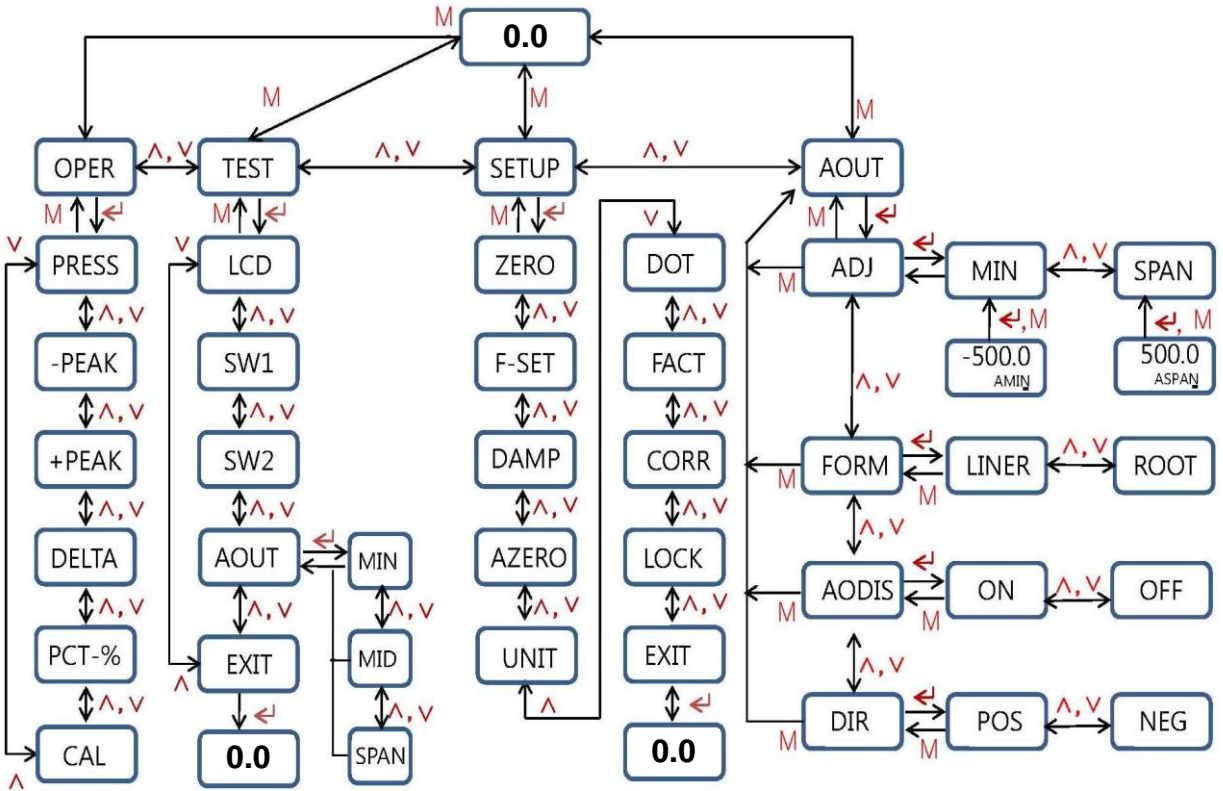 M
0.0
M
M
M
OPER
∧, ∨
TEST
∧, ∨
SETUP
∧, ∨
AOUT
M ↵
M ↵
M ↵
∨
M ↵
∨
PRESS
∨
LCD
ZERO
DOT
M
ADJ
↵
MIN
∧, ∨
SPAN
∧, ∨
∧, ∨
∧, ∨
∧, ∨
↵, M
↵, M
-PEAK
SW1
F-SET
FACT
-500.0
AMIN
500.0
ASPAN
∧, ∨
∧, ∨
∧, ∨
∧, ∨
∧, ∨
+PEAK
SW2
DAMP
CORR
M
FORM
↵
M
LINER
∧, ∨
ROOT
∧, ∨
∧, ∨
∧, ∨
∧, ∨
∧, ∨
DELTA
AOUT
↵
MIN
AZERO
LOCK
M
AODIS
↵
M
ON
∧, ∨
OFF
∧, ∨
∧, ∨
∧, ∨
∧, ∨
∧, ∨
∧, ∨
PCT-%
∧
EXIT
MID
UNIT
∧
EXIT
∧, ∨
↵
∧, ∨
↵
M
DIR
↵
M
POS
∧, ∨
NEG
∧
CAL
0.0
SPAN
0.0